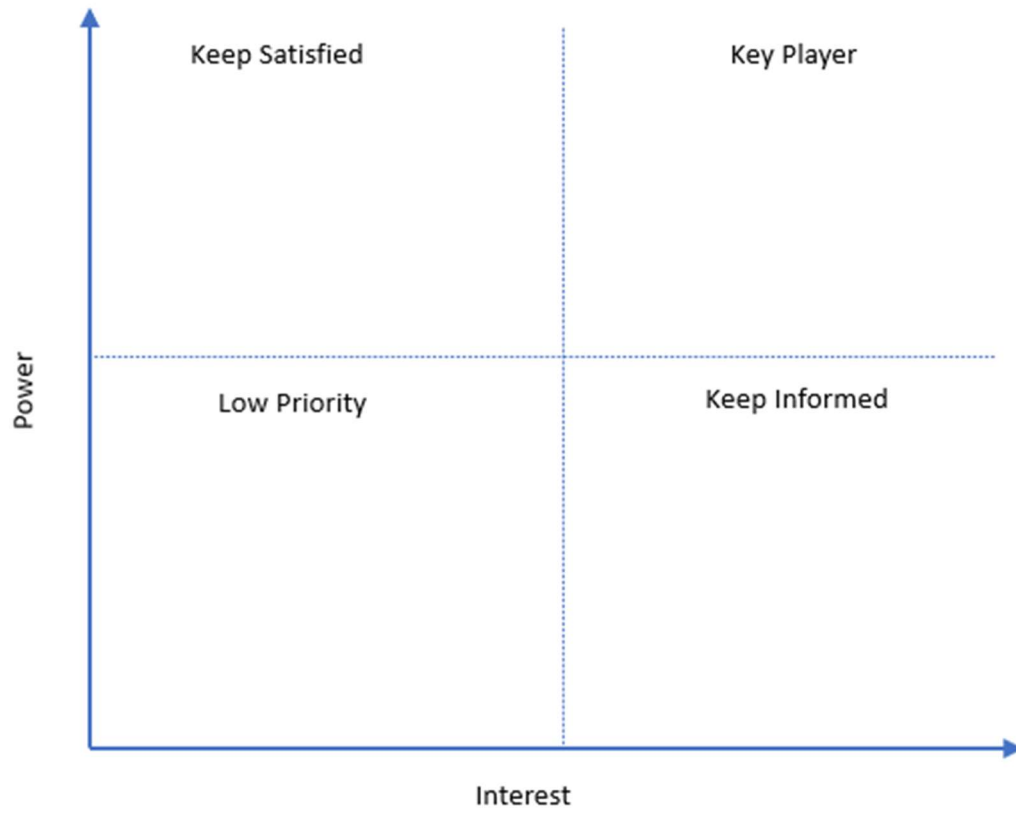 Keep Satisfied
Key Player
Power
Low Priority
Keep Informed
Interest